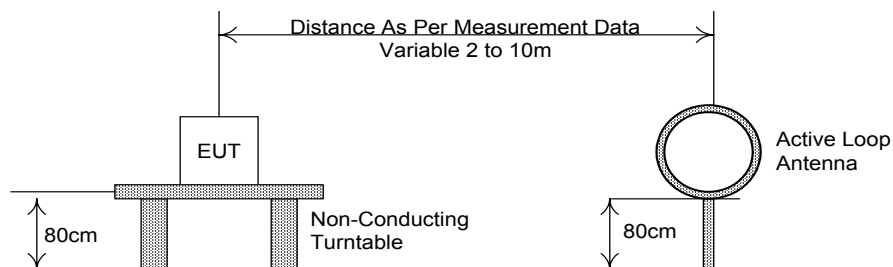 Distance As Per Measurement Data
Variable 2 to 10m
EUT
Active Loop
Antenna
80cm
Non-Conducting
Turntable
80cm